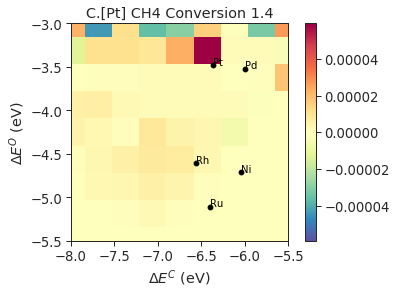 C.[Pt] CH4 Conversion 1.4
−3.0
−3.5
−4.0
−4.5
−5.0
−5.5
ΔE^O (eV)
Pt
Pd
Rh
Ni
Ru
0.00004
0.00002
0.00000
−0.00002
−0.00004
−8.0 −7.5 −7.0 −6.5 −6.0 −5.5
ΔE^C (eV)